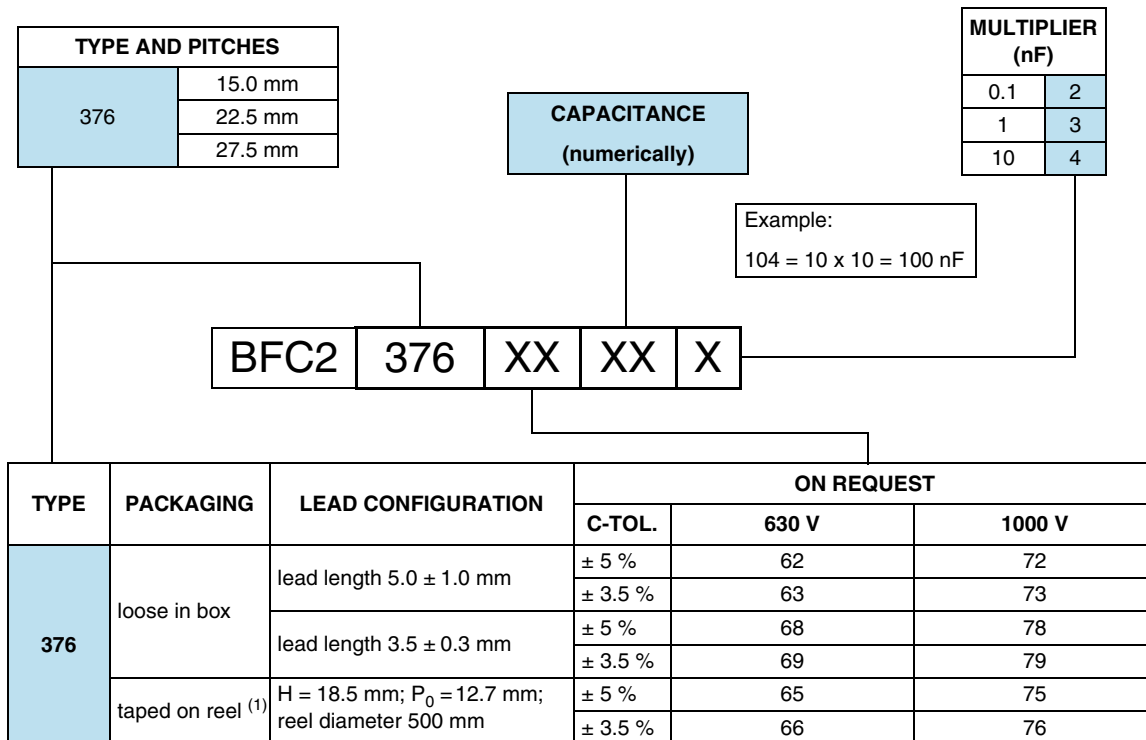 TYPE AND PITCHES
376
15.0 mm
22.5 mm
27.5 mm
CAPACITANCE
(numerically)
MULTIPLIER
(nF)
0.1 2
1 3
10 4
Example:
104 = 10 x 10 = 100 nF
BFC2 376 XX XX X
TYPE PACKAGING LEAD CONFIGURATION ON REQUEST
C-TOL. 630 V 1000 V
376
loose in box
lead length 5.0 ± 1.0 mm
± 5 % 62 72
± 3.5 % 63 73
lead length 3.5 ± 0.3 mm
± 5 % 68 78
± 3.5 % 69 79
taped on reel (1)
H = 18.5 mm; P0 = 12.7 mm;
reel diameter 500 mm
± 5 % 65 75
± 3.5 % 66 76